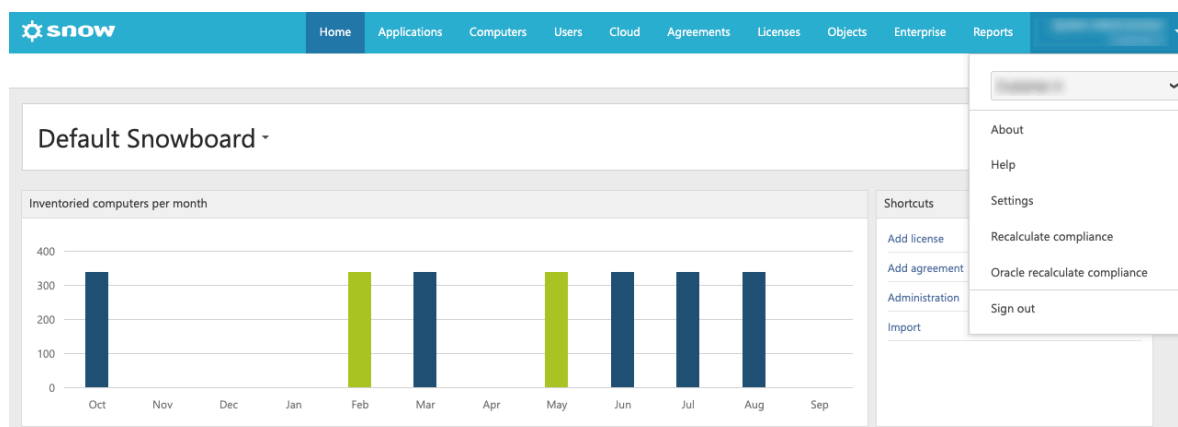 snow Home Applications Computers Users Cloud Agreements Licenses Objects Enterprise Reports
Default Snowboard
About
Help
Settings
Recalculate compliance
Oracle recalculate compliance
Sign out
Inventoried computers per month
400
300
200
100
0
Oct Nov Dec Jan Feb Mar Apr May Jun Jul Aug Sep
Shortcuts
Add license
Add agreement
Administration
Import